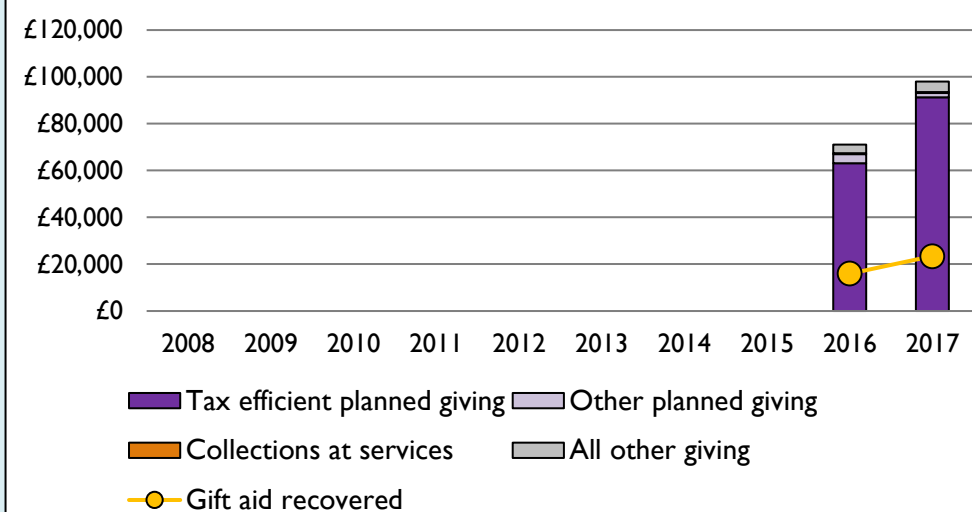 £120,000
£100,000
£80,000
£60,000
£40,000
£20,000
£0
2008 2009 2010 2011 2012 2013 2014 2015 2016 2017
Tax efficient planned giving Other planned giving
Collections at services All other giving
Gift aid recovered